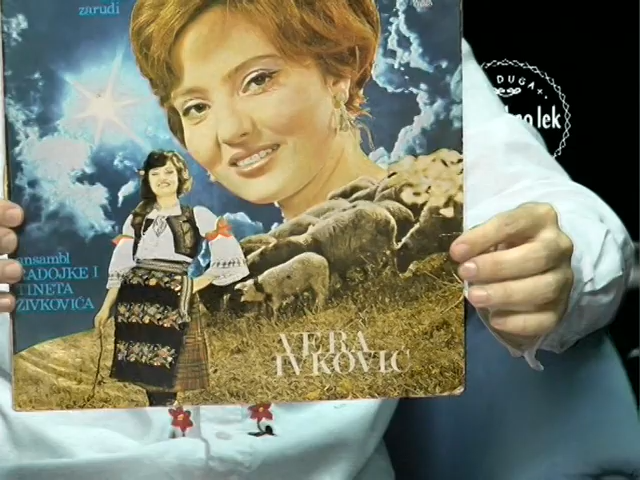 zarudi
ansambl
RADOJKE I
TINETA
ŽIVKOVIĆA
VERA
IVKOVIĆ
DUGA
lek